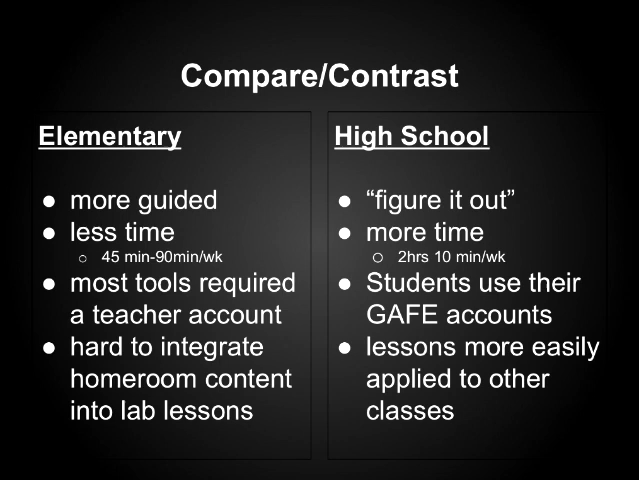 Compare/Contrast
Elementary
● more guided
● less time
○ 45 min-90min/wk
● most tools required
a teacher account
● hard to integrate
homeroom content
into lab lessons
High School
● “figure it out”
● more time
○ 2hrs 10 min/wk
● Students use their
GAFE accounts
● lessons more easily
applied to other
classes